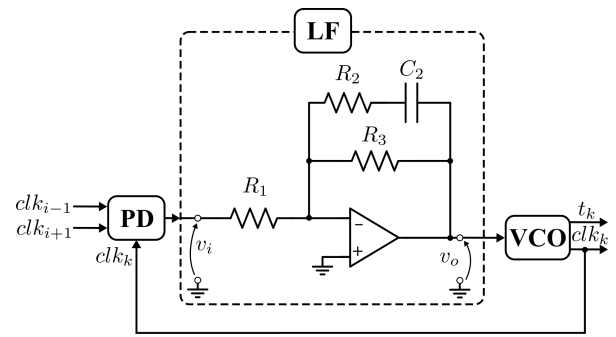 LF
R₂
C₂
R₃
R₁
clkᵢ₋₁
clkᵢ₊₁
PD
clkₖ
vᵢ
−
+
vₒ
VCO
tₖ
clkₖ